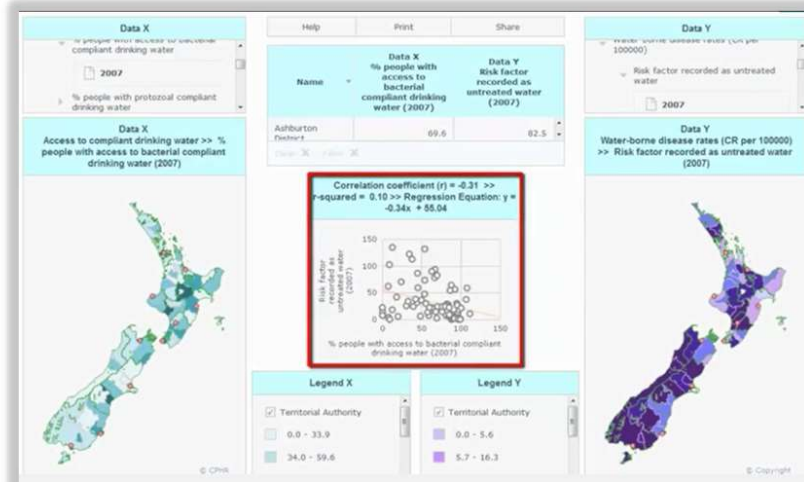 Data X
% people with access to bacterial
compliant drinking water
2007
% people with protozoal compliant
drinking water
Data X
Access to compliant drinking water >> %
people with access to bacterial compliant
drinking water (2007)
© CPHR
Help
Print
Share
Name
Data X
% people with
access to
bacterial
compliant drinking
water (2007)
Data Y
Risk factor
recorded as
untreated water
(2007)
Ashburton
District
69.6
82.5
Clear X
Filter X
Correlation coefficient (r) = -0.31 >>
r-squared = 0.10 >> Regression Equation: y =
-0.34x + 55.04
Risk factor
recorded as
untreated water
(2007)
150
100
50
0
0
50
100
150
% people with access to bacterial compliant
drinking water (2007)
Legend X
Territorial Authority
0.0 - 33.9
34.0 - 59.6
Legend Y
Territorial Authority
0.0 - 5.6
5.7 - 16.3
Data Y
Water-borne disease rates (CR per
100000)
Risk factor recorded as untreated
water
2007
Data Y
Water-borne disease rates (CR per 100000)
>> Risk factor recorded as untreated water
(2007)
© Copyright